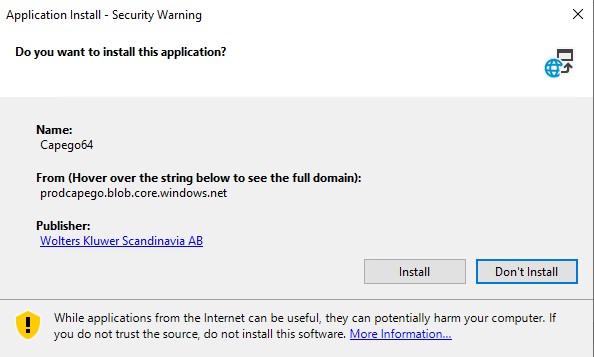 Application Install - Security Warning
Do you want to install this application?
Name:
Capego64
From (Hover over the string below to see the full domain):
prodcapego.blob.core.windows.net
Publisher:
Wolters Kluwer Scandinavia AB
Install
Don't Install
While applications from the Internet can be useful, they can potentially harm your computer. If
you do not trust the source, do not install this software. More Information...